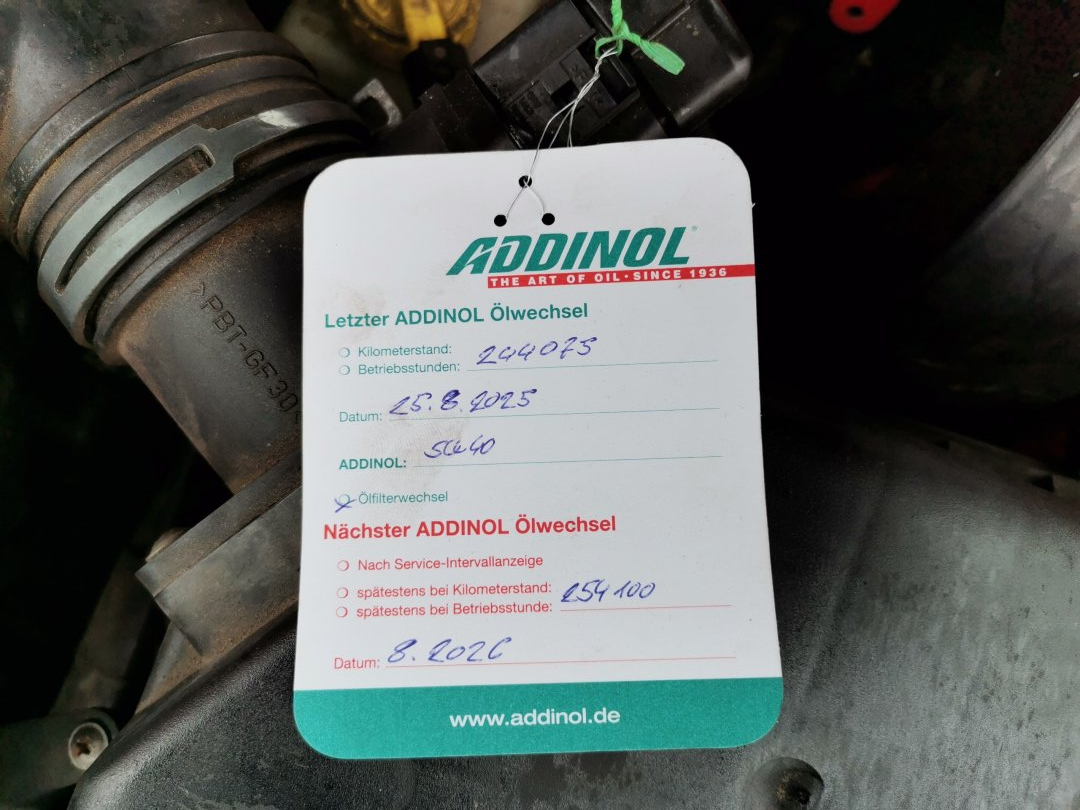 ADDINOL®
THE ART OF OIL · SINCE 1936
Letzter ADDINOL Ölwechsel
Kilometerstand: 244075
Betriebsstunden:
Datum: 25.8.2025
ADDINOL: 5W40
Ölfilterwechsel
Nächster ADDINOL Ölwechsel
Nach Service-Intervallanzeige
spätestens bei Kilometerstand: 254100
spätestens bei Betriebsstunde:
Datum: 8.2026
www.addinol.de
>PBT-GF30<